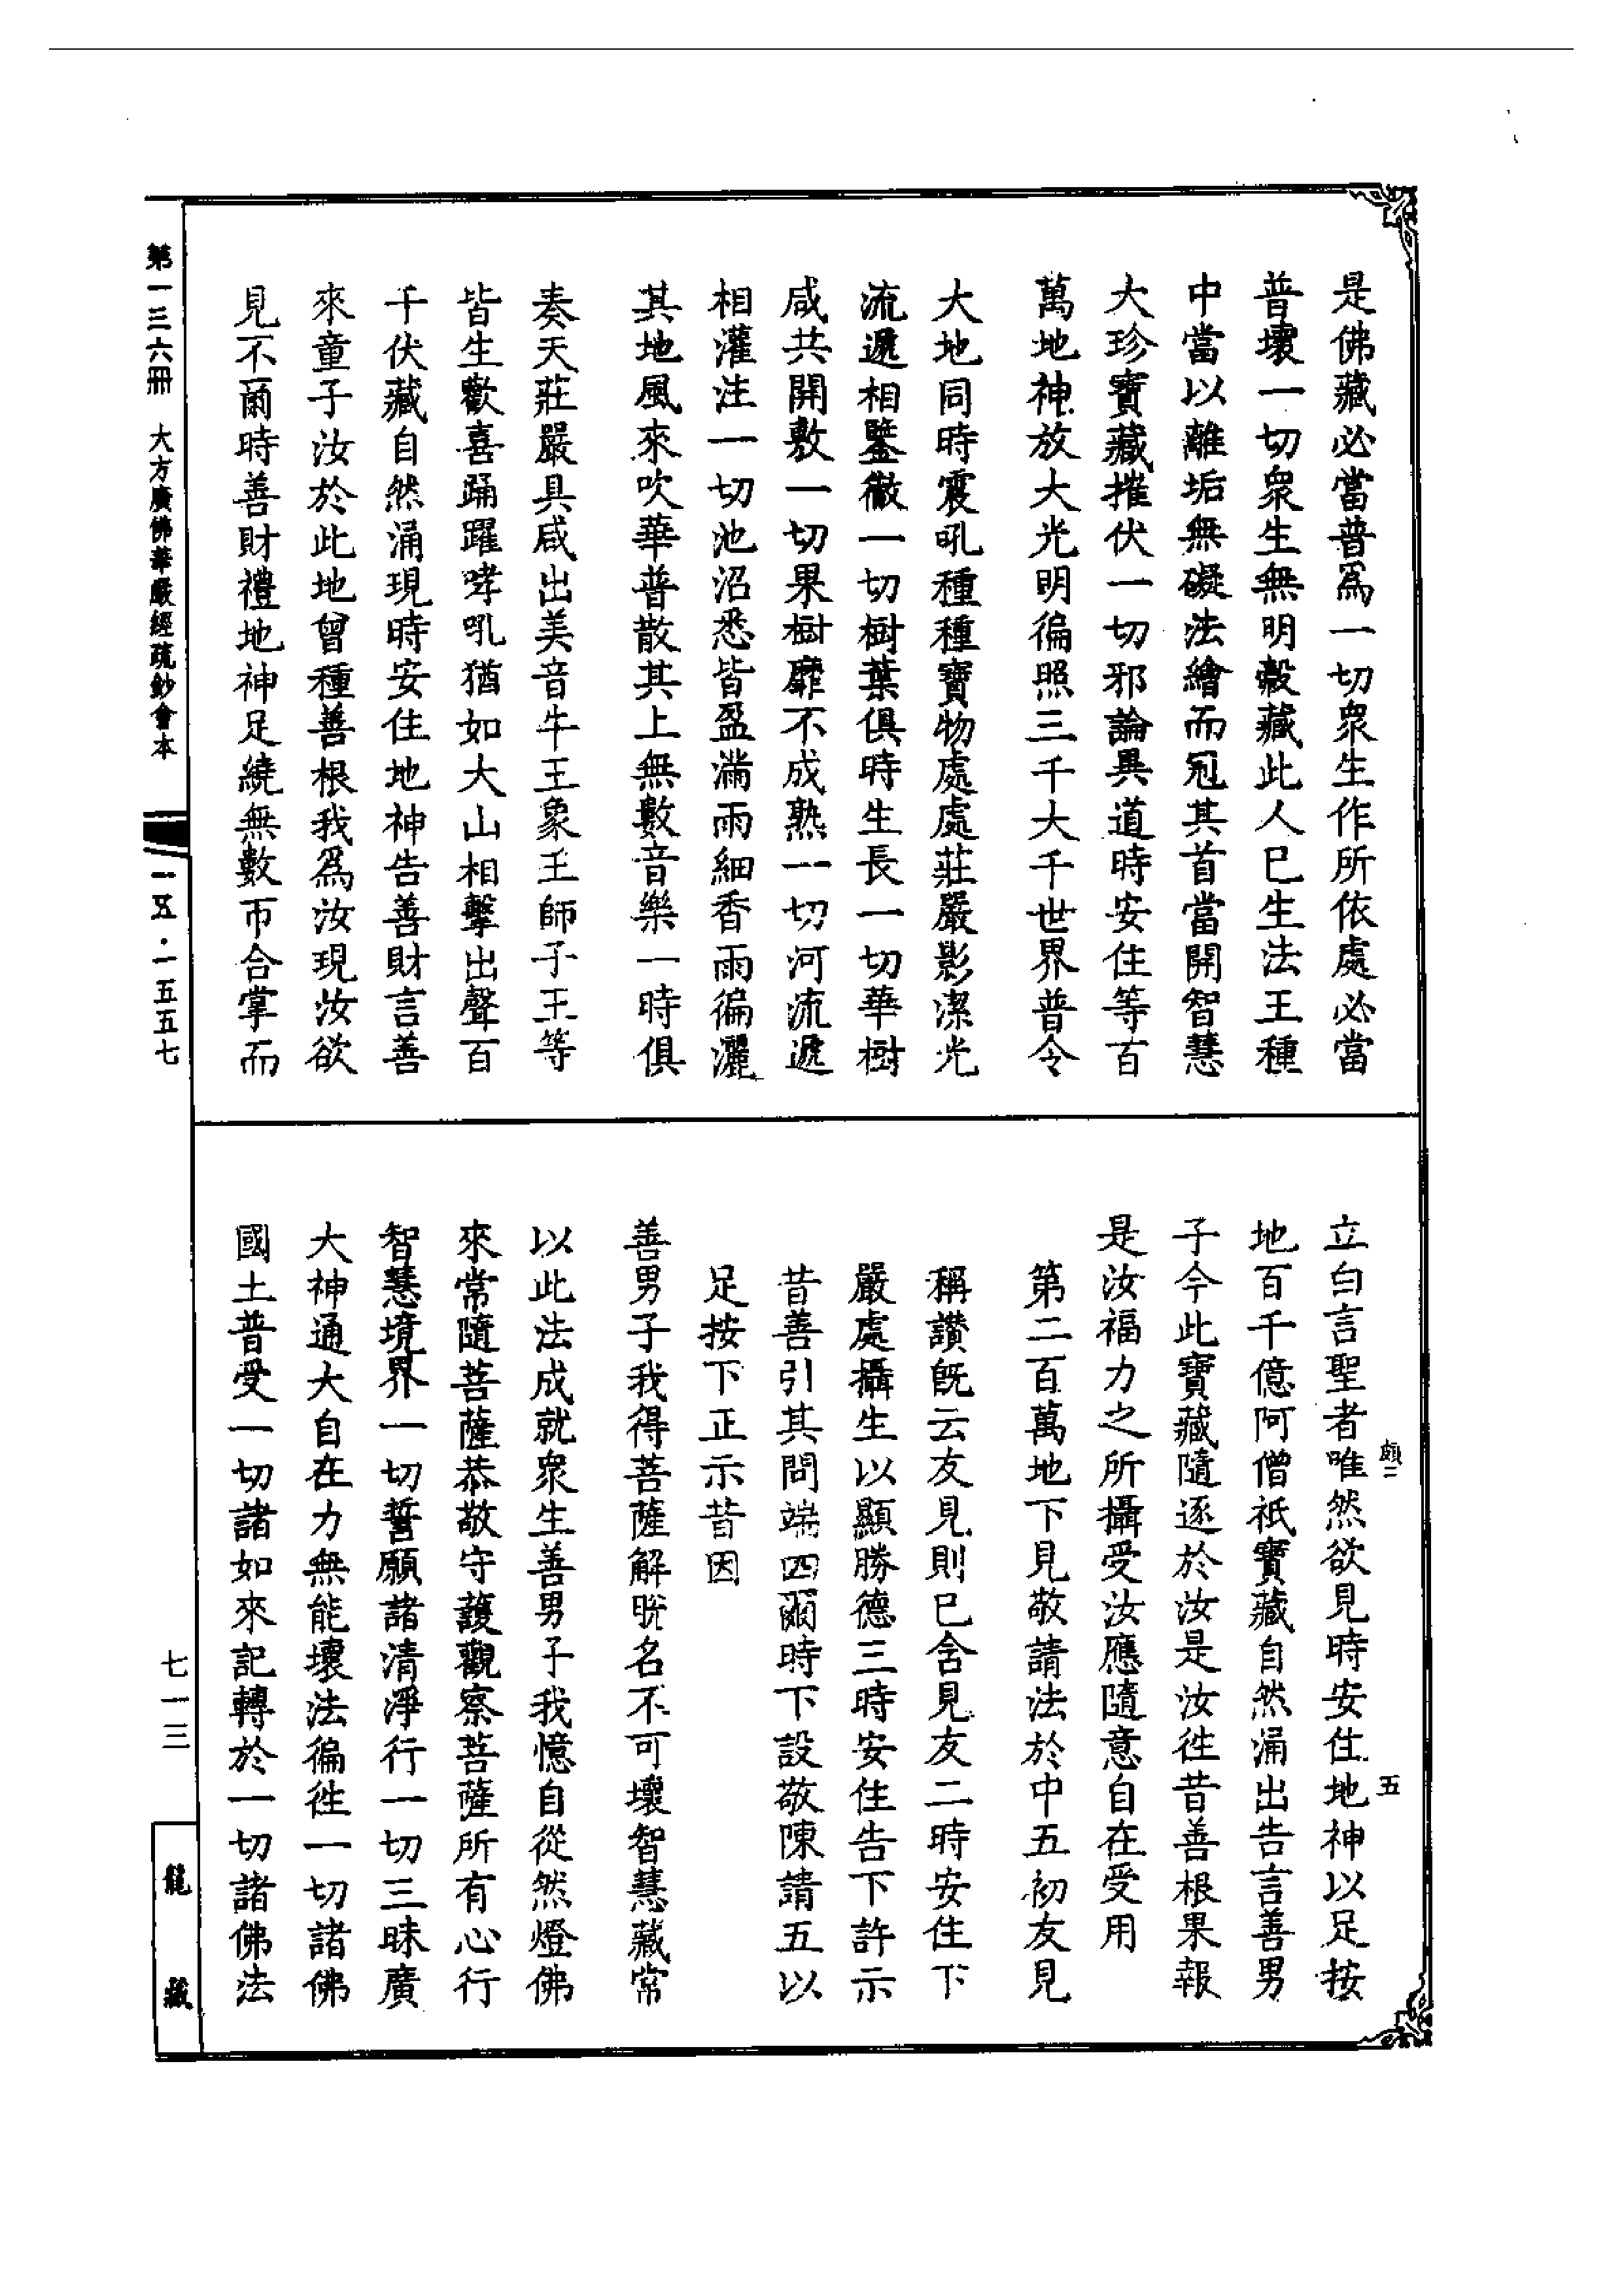 是佛藏必當普為一切衆生作所依處必當
普壞一切衆生無明㲉藏此人已生法王種
中當以離垢無礙法繒而冠其首當開智慧
大珍寶藏摧伏一切邪論異道時安住等百
萬地神放大光明徧照三千大千世界普令
大地同時震吼種種寶物處處莊嚴影潔光
流遞相鑒徹一切樹葉俱時生長一切華樹
咸共開敷一切果樹靡不成熟一切河流遞
相灌注一切池沼悉皆盈滿雨細香雨徧灑
其地風來吹華普散其上無數音樂一時俱
奏天莊嚴具咸出美音牛王象王師子王等
皆生歡喜踊躍哮吼猶如大山相擊出聲百
千伏藏自然涌現時安住地神告善財言善
來童子汝於此地曾種善根我為汝現汝欲
見不爾時善財禮地神足繞無數帀合掌而
立白言聖者唯然欲見時安住地神以足按
地百千億阿僧祇寶藏自然涌出告言善男
子今此寶藏隨逐於汝是汝往昔善根果報
是汝福力之所攝受汝應隨意自在受用
第二百萬地下見敬請法於中五初友見
稱讚旣云友見則已含見友二時安住下
嚴處攝生以顯勝德三時安住告下許示
昔善引其問端四爾時下設敬陳請五以
足按下正示昔因
善男子我得菩薩解脫名不可壞智慧藏常
以此法成就衆生善男子我憶自從然燈佛
來常隨菩薩恭敬守護觀察菩薩所有心行
智慧境界一切誓願諸清淨行一切三昧廣
大神通大自在力無能壞法徧往一切諸佛
國土普受一切諸如來記轉於一切諸佛法
第一三六冊 大方廣佛華嚴經疏鈔會本
一五·一五五七
七一三
龍藏
五